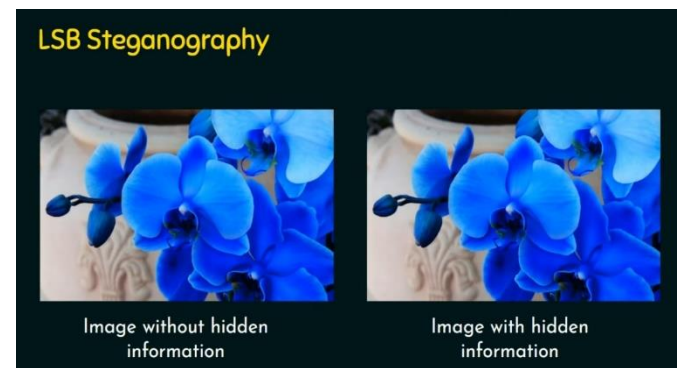 LSB Steganography
Image without hidden
information
Image with hidden
information